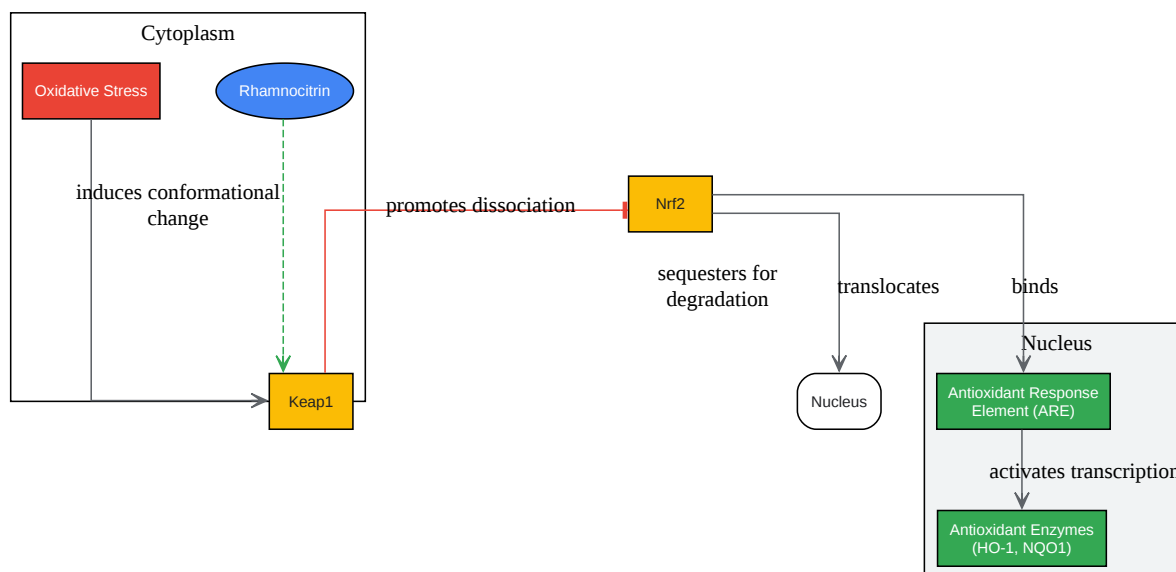 Cytoplasm
Oxidative Stress
Rhamnocitrin
induces conformational
change
promotes dissociation
Nrf2
sequesters for
degradation
translocates
binds
Nucleus
Keap1
Nucleus
Antioxidant Response
Element (ARE)
activates transcription
Antioxidant Enzymes
(HO-1, NQO1)